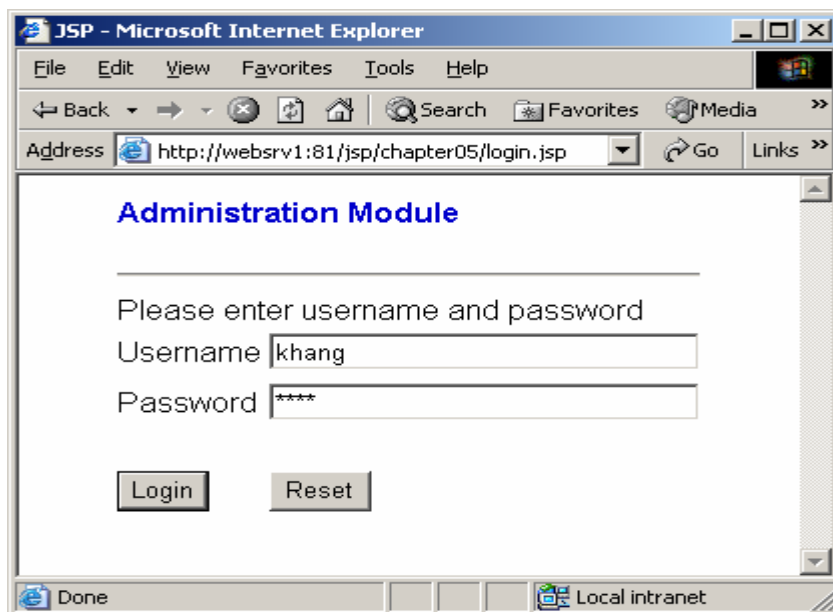 JSP - Microsoft Internet Explorer
File Edit View Favorites Tools Help
Back Search Favorites Media »
Address http://websrv1:81/jsp/chapter05/login.jsp Go Links »
Administration Module
Please enter username and password
Username khang
Password ****
Login Reset
Done Local intranet